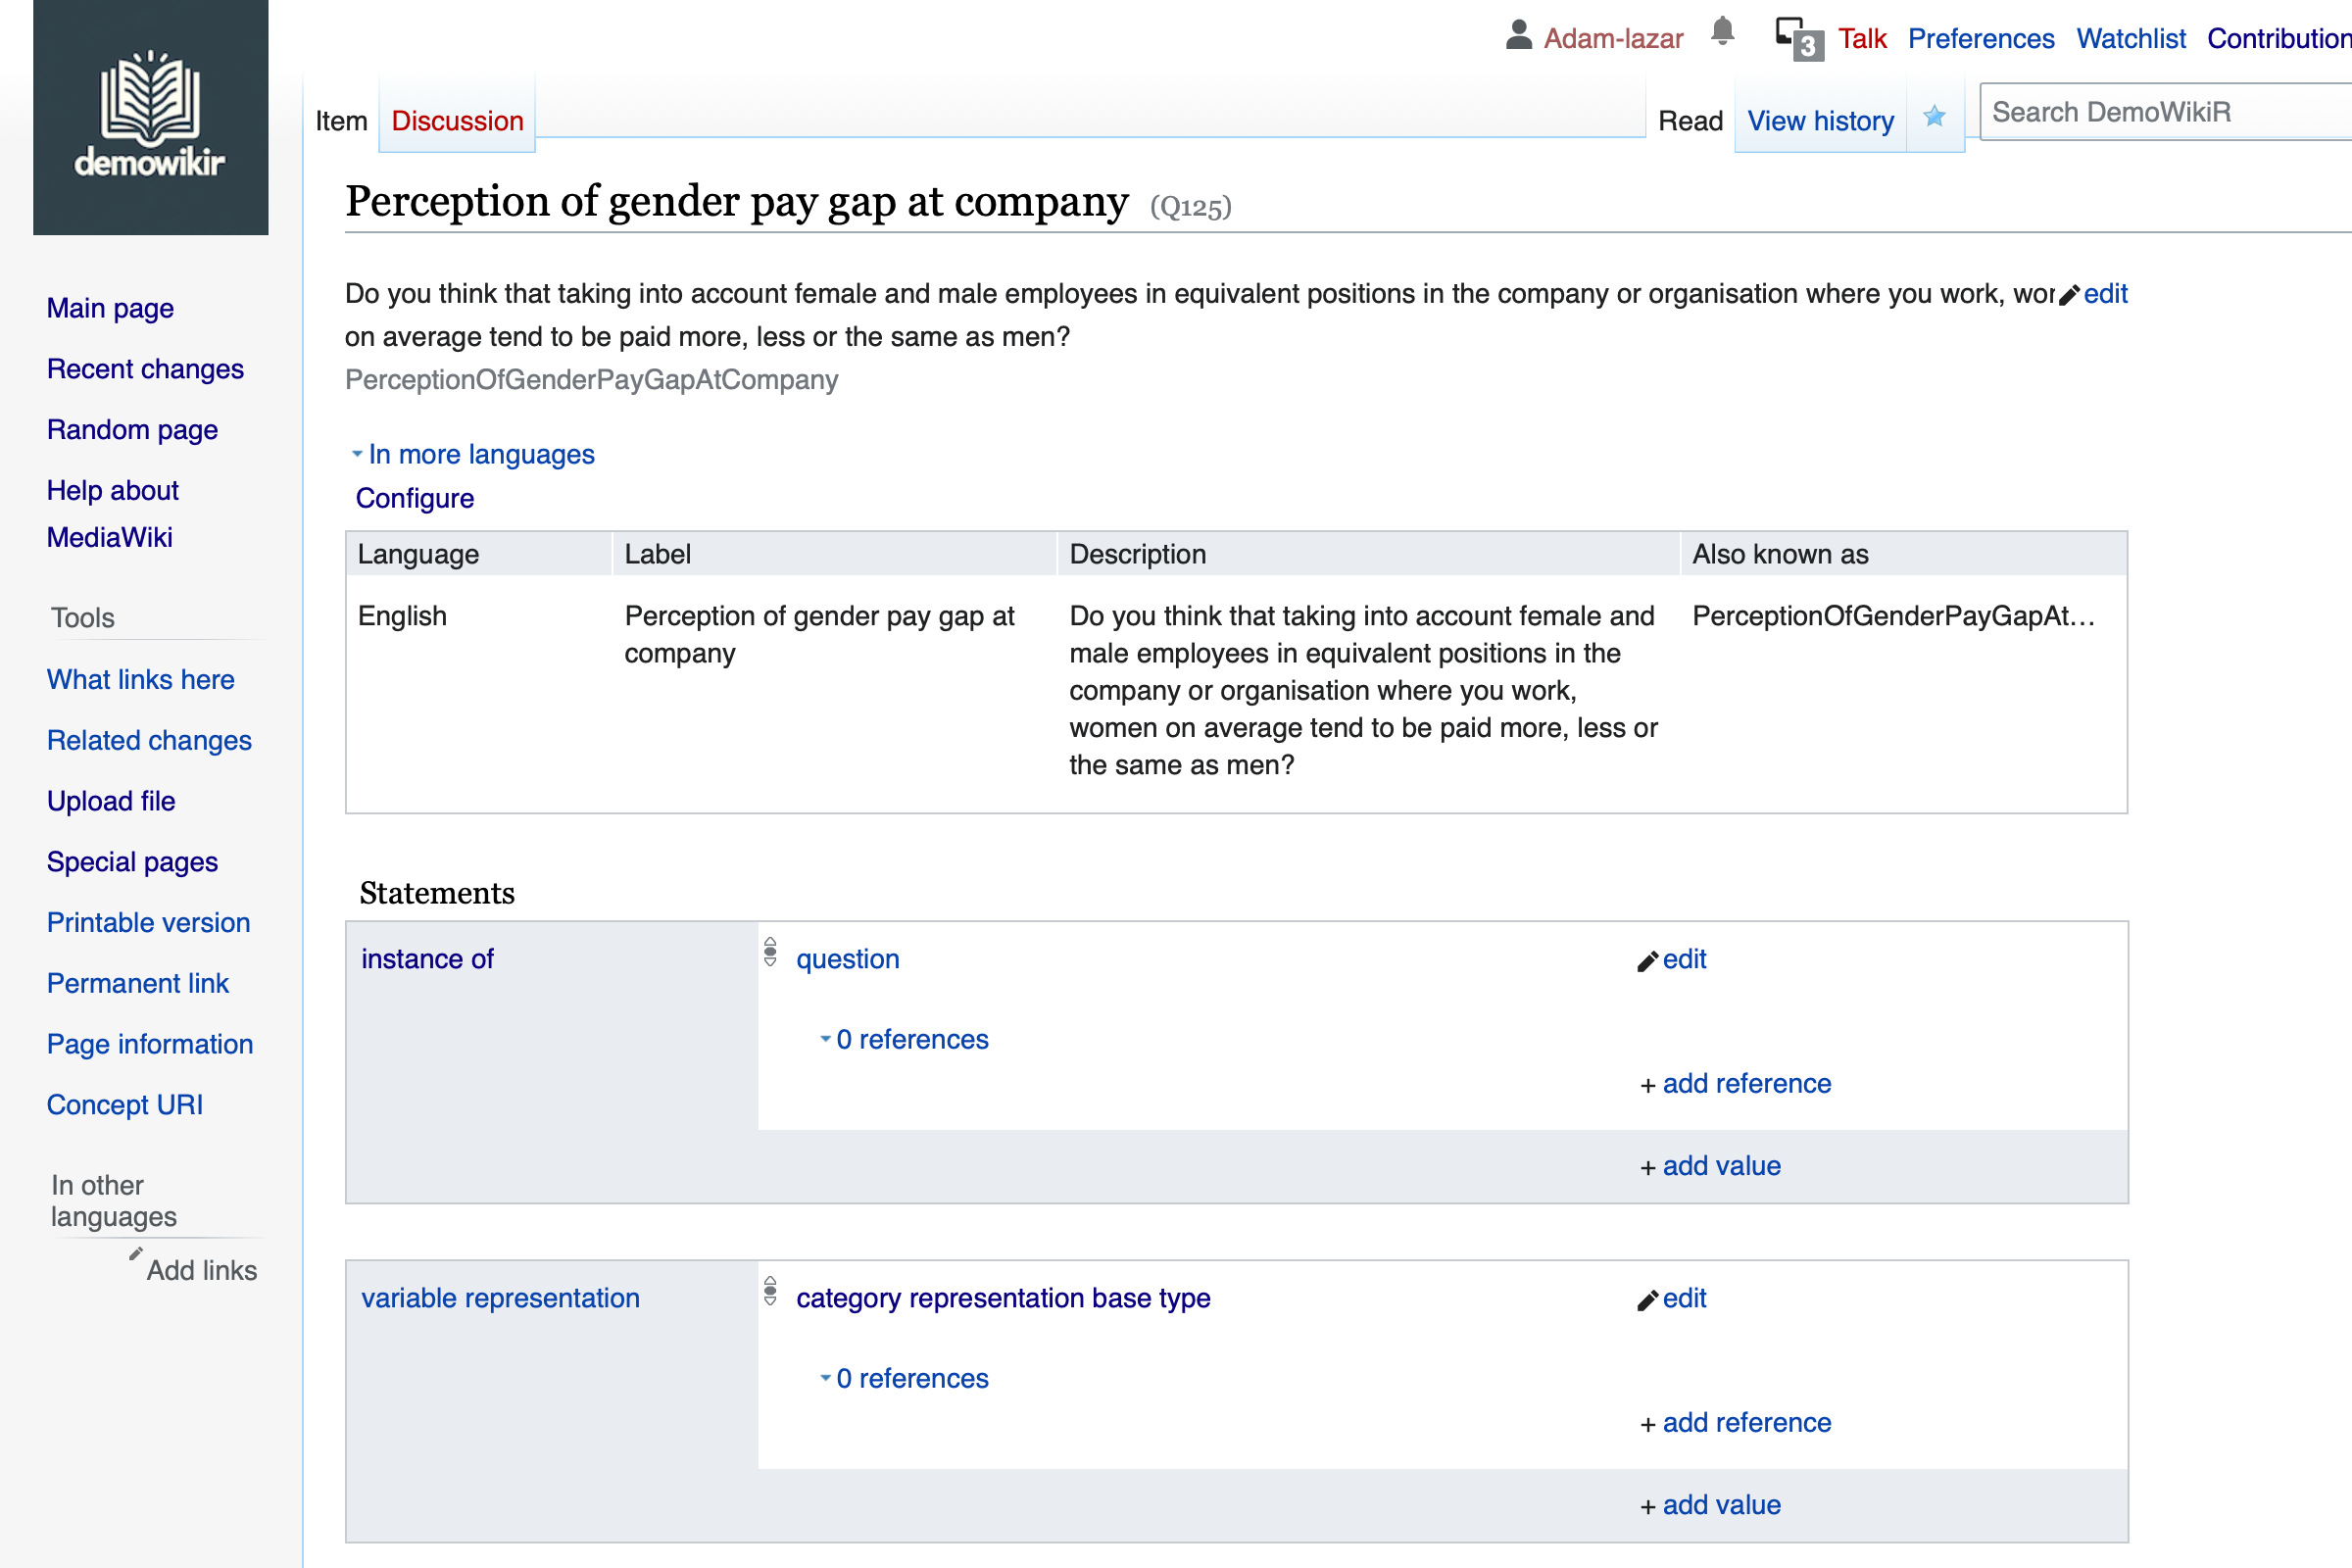 demowikir
Adam-lazar 3 Talk Preferences Watchlist Contribution
Item Discussion Read View history Search DemoWikiR
Perception of gender pay gap at company (Q125)
Do you think that taking into account female and male employees in equivalent positions in the company or organisation where you work, wor edit
on average tend to be paid more, less or the same as men?
PerceptionOfGenderPayGapAtCompany
In more languages
Configure
Language Label Description Also known as
English Perception of gender pay gap at Do you think that taking into account female and PerceptionOfGenderPayGapAt…
company male employees in equivalent positions in the
company or organisation where you work,
women on average tend to be paid more, less or
the same as men?
Statements
instance of question edit
0 references
+ add reference
+ add value
variable representation category representation base type edit
0 references
+ add reference
+ add value
Main page
Recent changes
Random page
Help about
MediaWiki
Tools
What links here
Related changes
Upload file
Special pages
Printable version
Permanent link
Page information
Concept URI
In other
languages
Add links